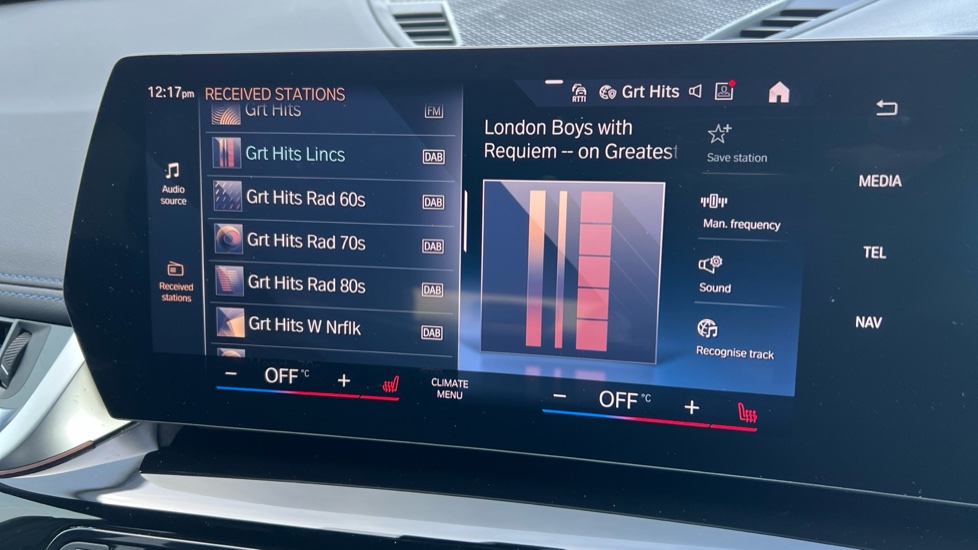 12:17pm
RECEIVED STATIONS
RTTI
Grt Hits
Audio
source
Received
stations
Grt Hits
FM
Grt Hits Lincs
DAB
Grt Hits Rad 60s
DAB
Grt Hits Rad 70s
DAB
Grt Hits Rad 80s
DAB
Grt Hits W Nrflk
DAB
London Boys with
Requiem -- on Greatest
Save station
Man. frequency
Sound
Recognise track
MEDIA
TEL
NAV
− OFF °C +
CLIMATE
MENU
− OFF °C +